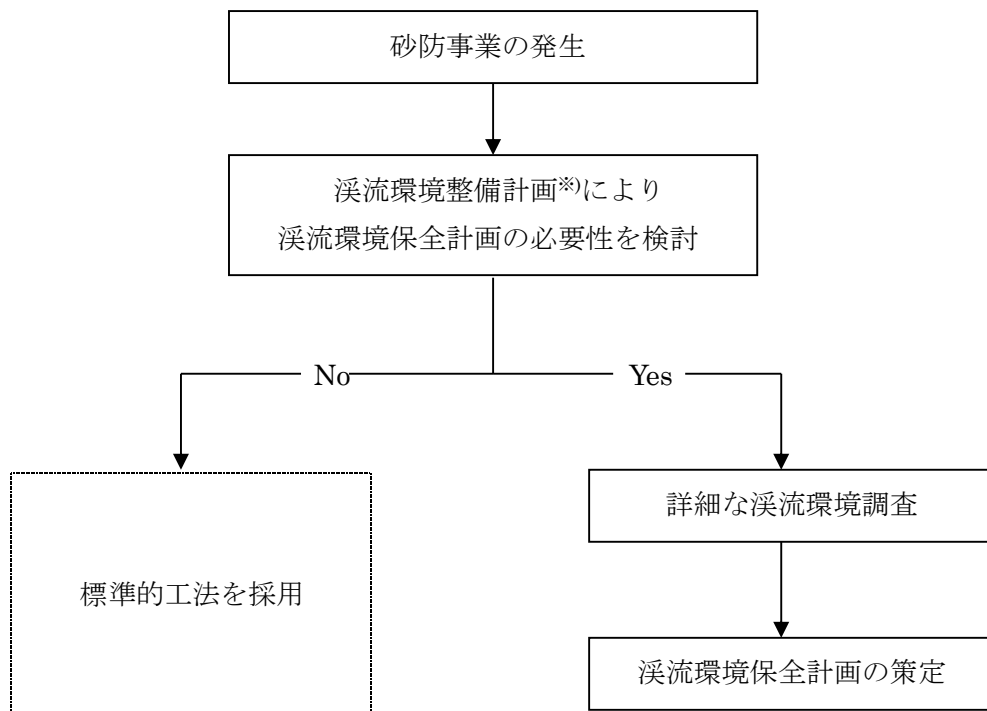 砂防事業の発生
渓流環境整備計画※)により
渓流環境保全計画の必要性を検討
No
Yes
詳細な渓流環境調査
標準的工法を採用
渓流環境保全計画の策定